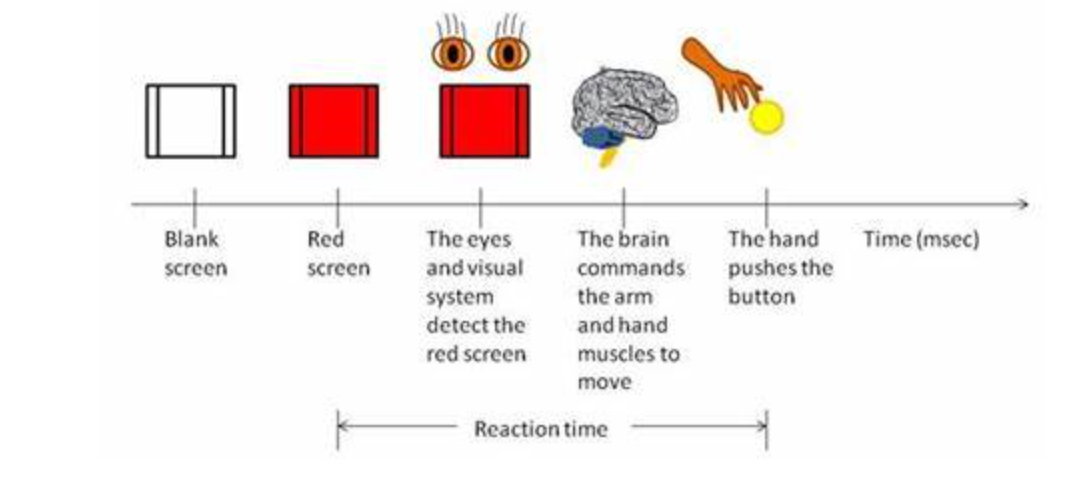 Blank
screen
Red
screen
The eyes
and visual
system
detect the
red screen
The brain
commands
the arm
and hand
muscles to
move
The hand
pushes the
button
Time (msec)
Reaction time